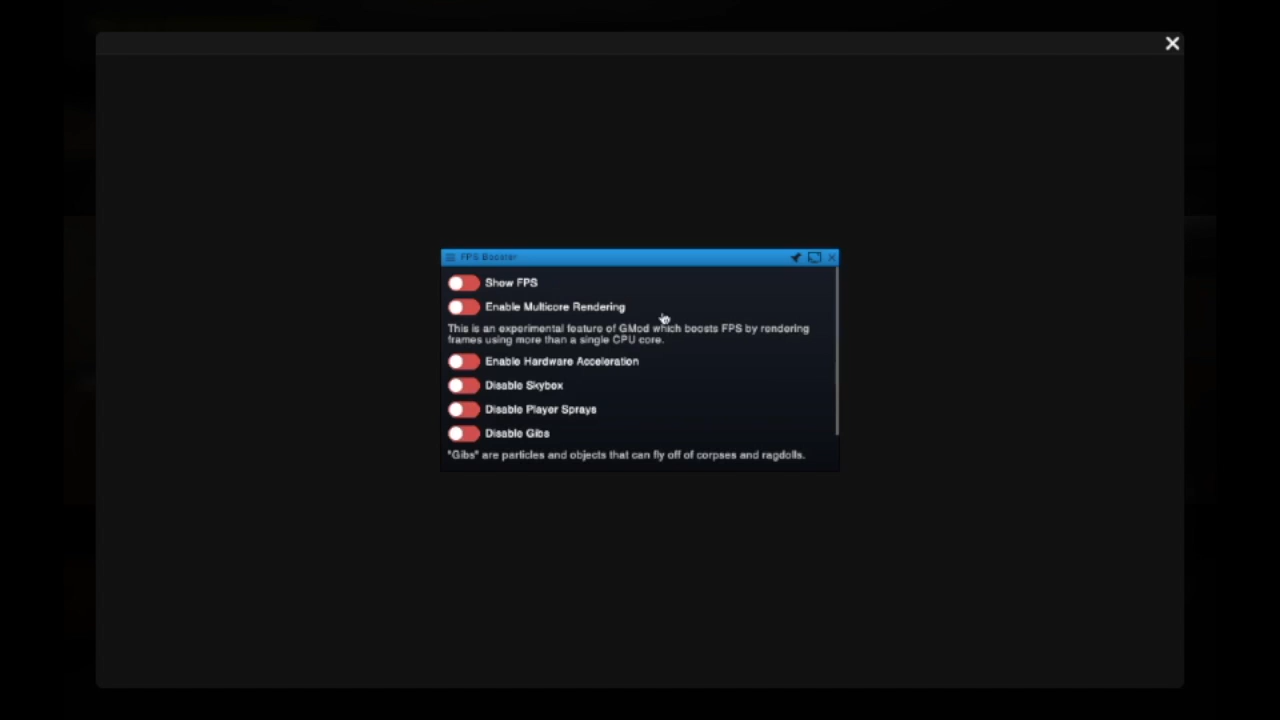 FPS Booster
Show FPS
Enable Multicore Rendering
This is an experimental feature of GMod which boosts FPS by rendering
frames using more than a single CPU core.
Enable Hardware Acceleration
Disable Skybox
Disable Player Sprays
Disable Gibs
"Gibs" are particles and objects that can fly off of corpses and ragdolls.